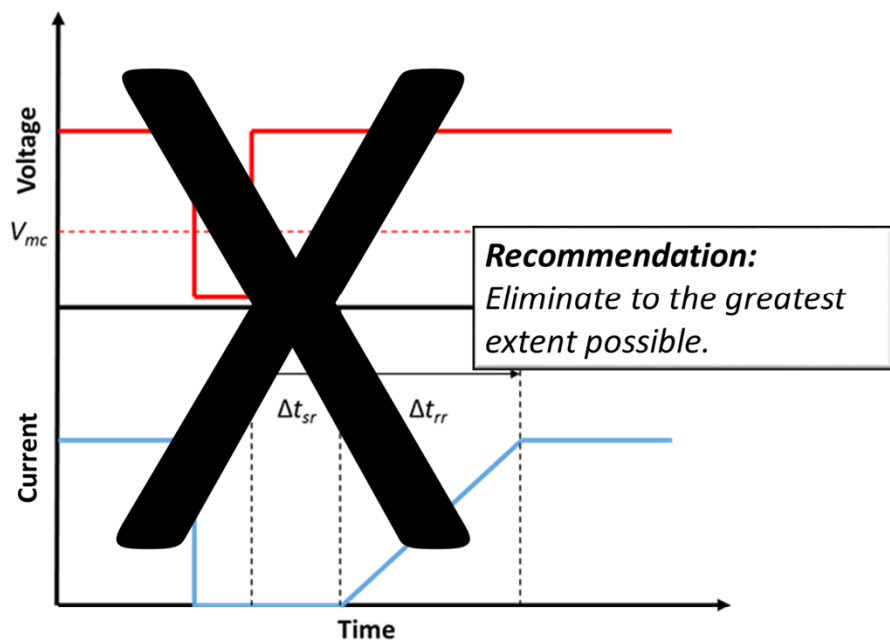 Voltage
V_mc
Recommendation:
Eliminate to the greatest
extent possible.
Δt_sr
Δt_rr
Current
Time